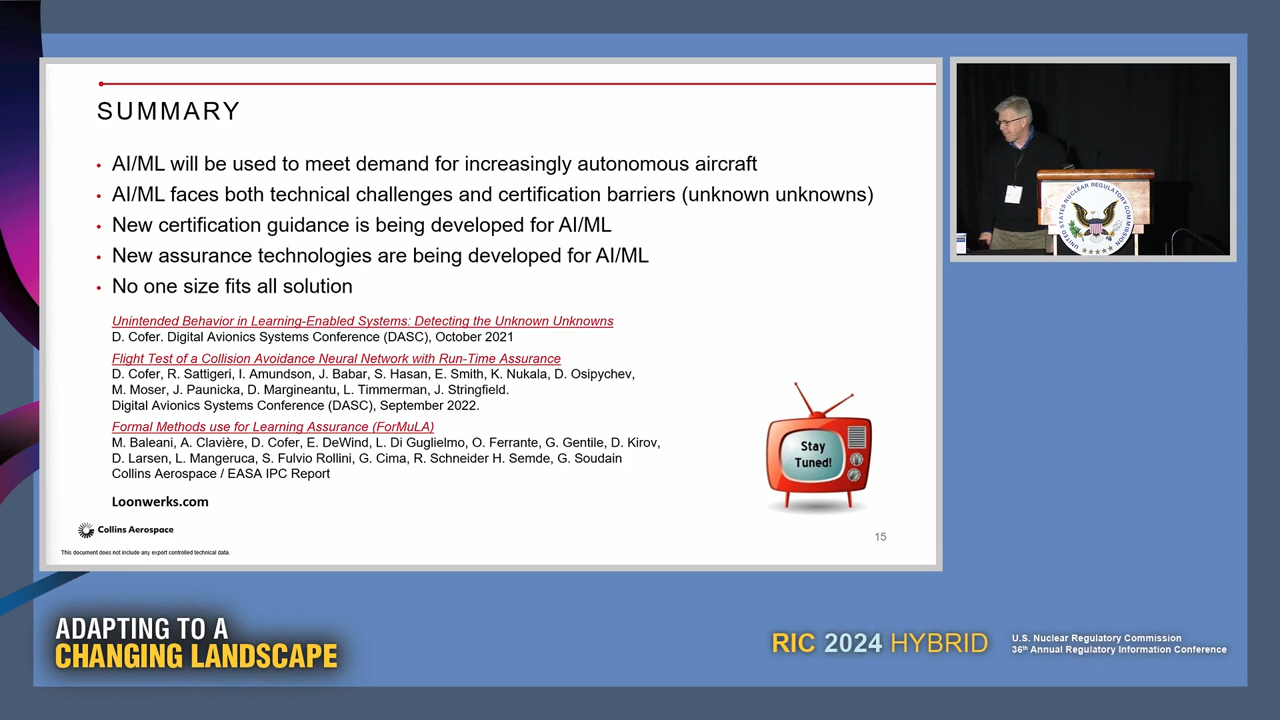 SUMMARY
• AI/ML will be used to meet demand for increasingly autonomous aircraft
• AI/ML faces both technical challenges and certification barriers (unknown unknowns)
• New certification guidance is being developed for AI/ML
• New assurance technologies are being developed for AI/ML
• No one size fits all solution
Unintended Behavior in Learning-Enabled Systems: Detecting the Unknown Unknowns
D. Cofer. Digital Avionics Systems Conference (DASC), October 2021
Flight Test of a Collision Avoidance Neural Network with Run-Time Assurance
D. Cofer, R. Sattigeri, I. Amundson, J. Babar, S. Hasan, E. Smith, K. Nukala, D. Osipychev,
M. Moser, J. Paunicka, D. Margineantu, L. Timmerman, J. Stringfield.
Digital Avionics Systems Conference (DASC), September 2022.
Formal Methods use for Learning Assurance (ForMuLA)
M. Baleani, A. Clavière, D. Cofer, E. DeWind, L. Di Guglielmo, O. Ferrante, G. Gentile, D. Kirov,
D. Larsen, L. Mangeruca, S. Fulvio Rollini, G. Cima, R. Schneider H. Semde, G. Soudain
Collins Aerospace / EASA IPC Report
Loonwerks.com
Stay
Tuned!
Collins Aerospace
15
This document does not include any export controlled technical data.
UNITED STATES NUCLEAR REGULATORY COMMISSION
ADAPTING TO A
CHANGING LANDSCAPE
RIC 2024 HYBRID
U.S. Nuclear Regulatory Commission
36th Annual Regulatory Information Conference